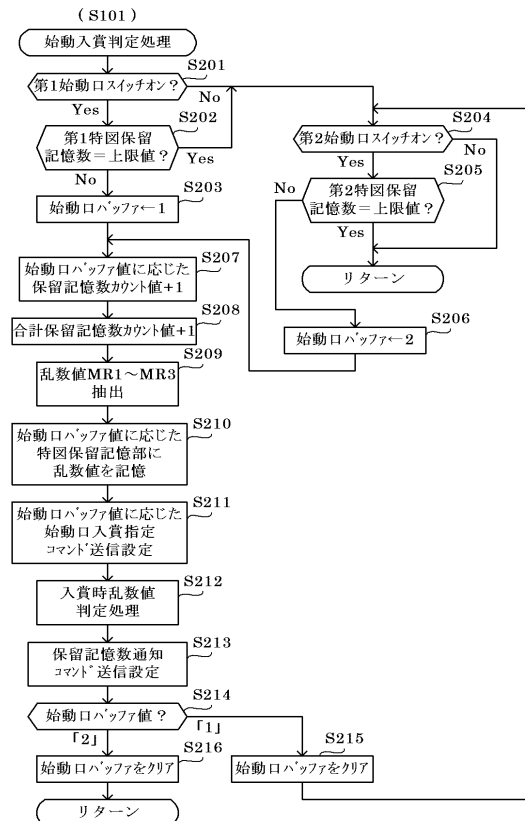 (S101)
始動入賞判定処理
S201
第1始動口スイッチオン?
No
Yes
S202
第1特図保留
記憶数=上限値?
Yes
No
S203
始動口バッファ←1
S204
第2始動口スイッチオン?
No
Yes
S205
第2特図保留
記憶数=上限値?
No
Yes
リターン
S206
始動口バッファ←2
S207
始動口バッファ値に応じた
保留記憶数カウント値+1
S208
合計保留記憶数カウント値+1
S209
乱数値MR1~MR3
抽出
S210
始動口バッファ値に応じた
特図保留記憶部に
乱数値を記憶
S211
始動口バッファ値に応じた
始動口入賞指定
コマンド送信設定
S212
入賞時乱数値
判定処理
S213
保留記憶数通知
コマンド送信設定
S214
始動口バッファ値?
「2」
「1」
S216
始動口バッファをクリア
S215
始動口バッファをクリア
リターン